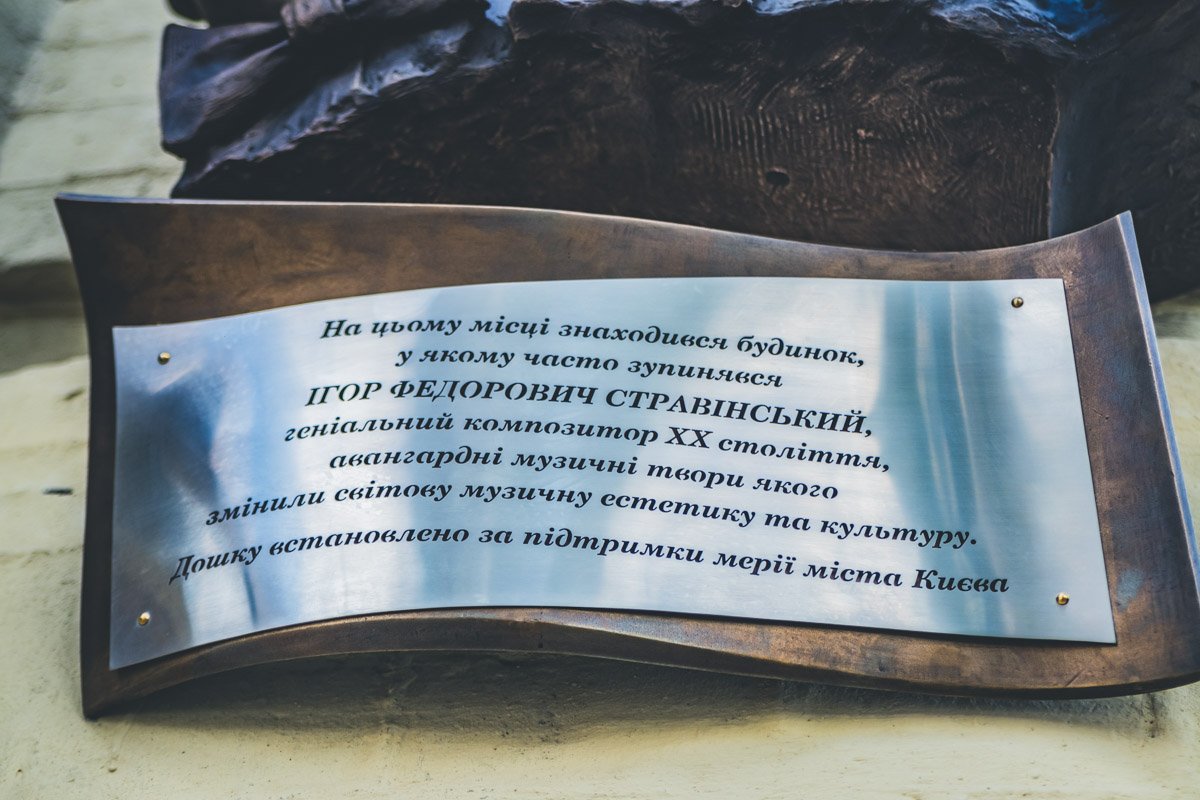 На цьому місці знаходився будинок,
у якому часто зупинявся
ІГОР ФЕДОРОВИЧ СТРАВІНСЬКИЙ,
геніальний композитор XX століття,
авангардні музичні твори якого
змінили світову музичну естетику та культуру.
Дошку встановлено за підтримки мерії міста Києва